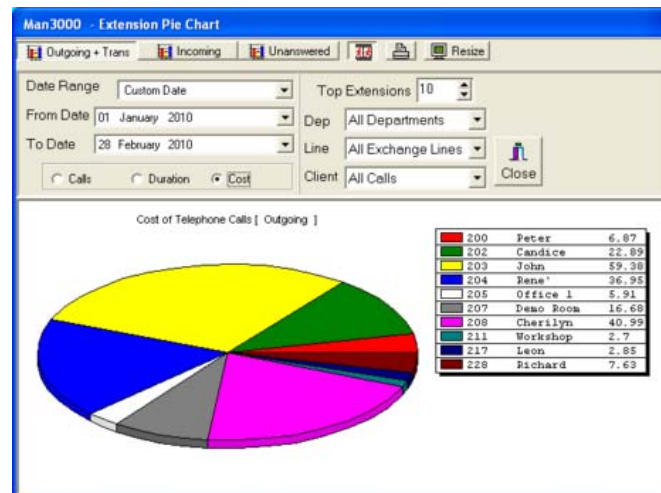 Man3000 - Extension Pie Chart
Outgoing + Trans Incoming Unanswered Resize
Date Range Custom Date Top Extensions 10
From Date 01 January 2010 Dep All Departments
To Date 28 February 2010 Line All Exchange Lines
Calls Duration Cost Client All Calls Close
Cost of Telephone Calls [ Outgoing ]
200 Peter 6.87
202 Candice 22.89
203 John 59.38
204 Rene' 36.95
205 Office 1 5.91
207 Demo Room 16.68
208 Cherilyn 40.99
211 Workshop 2.7
217 Leon 2.85
228 Richard 7.63